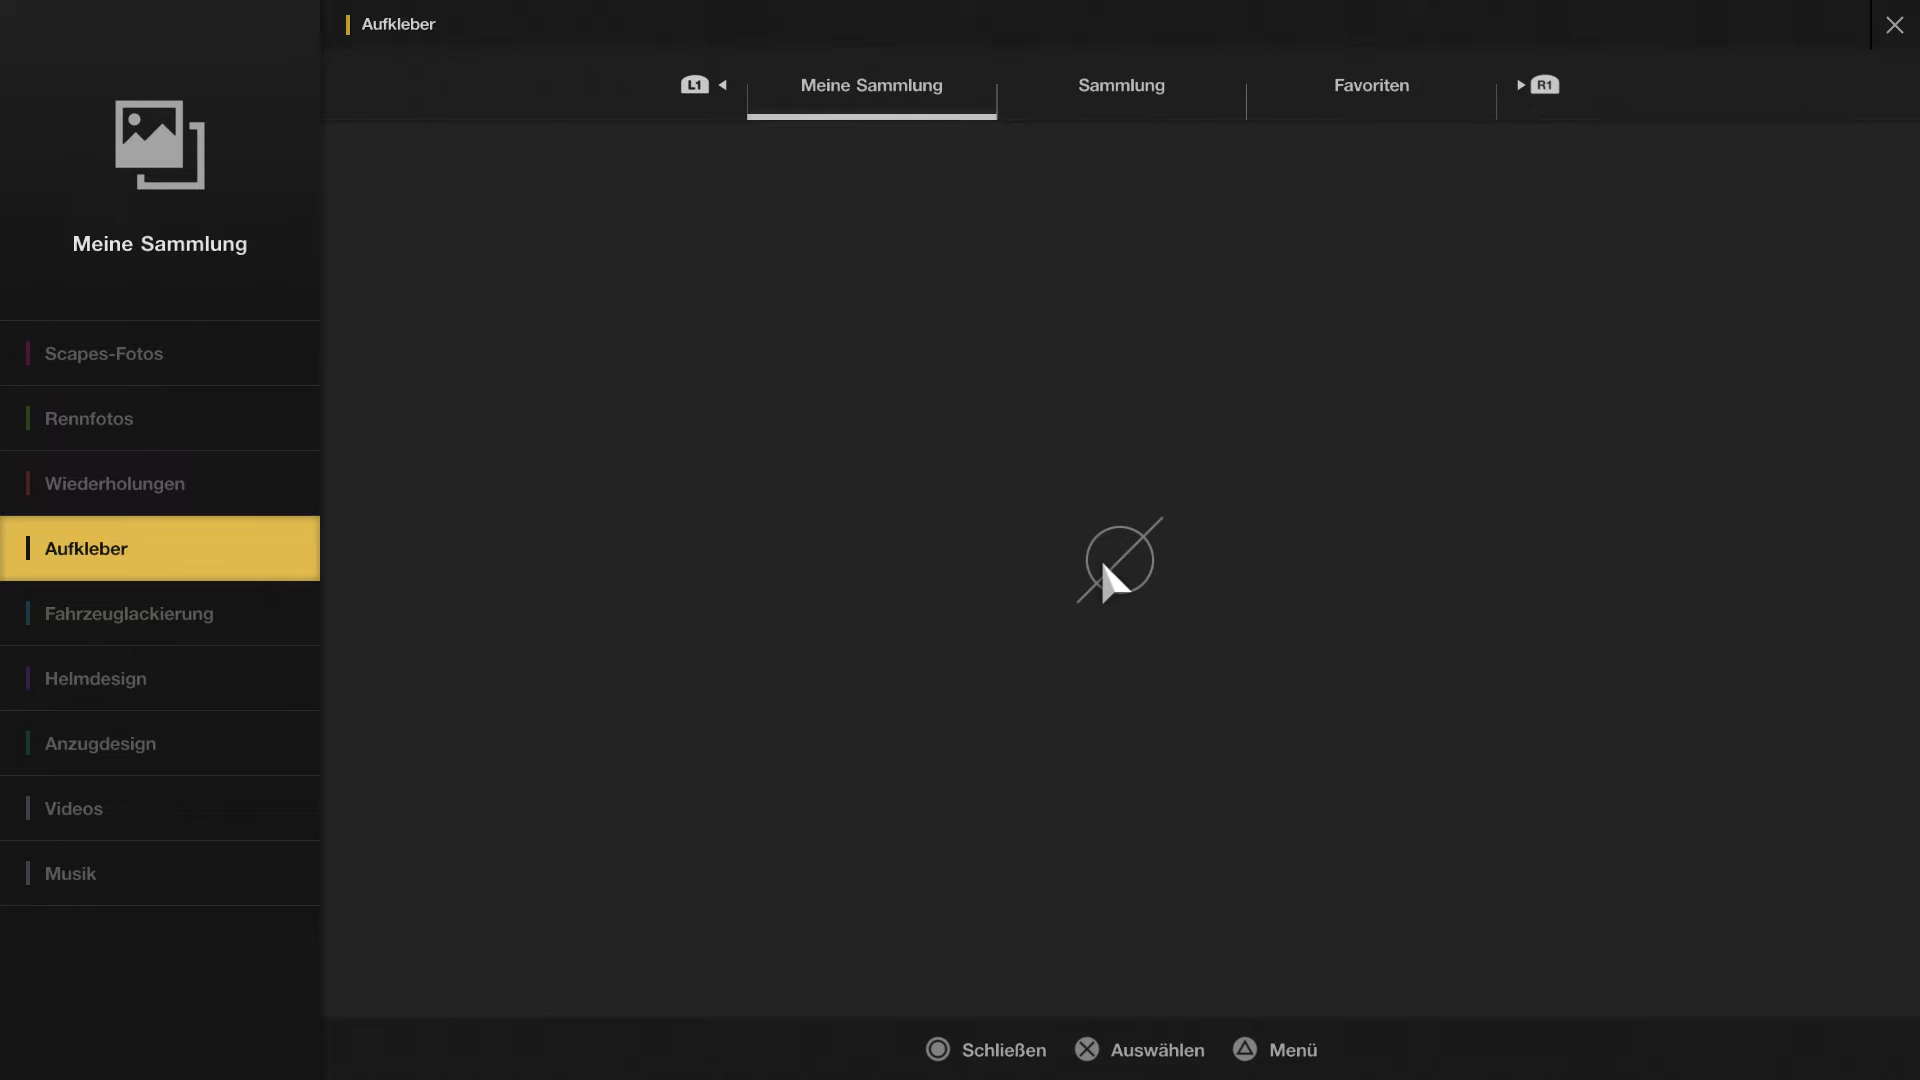 Aufkleber
L1
Meine Sammlung
Sammlung
Favoriten
R1
Meine Sammlung
Scapes-Fotos
Rennfotos
Wiederholungen
Aufkleber
Fahrzeuglackierung
Helmdesign
Anzugdesign
Videos
Musik
Schließen
Auswählen
Menü